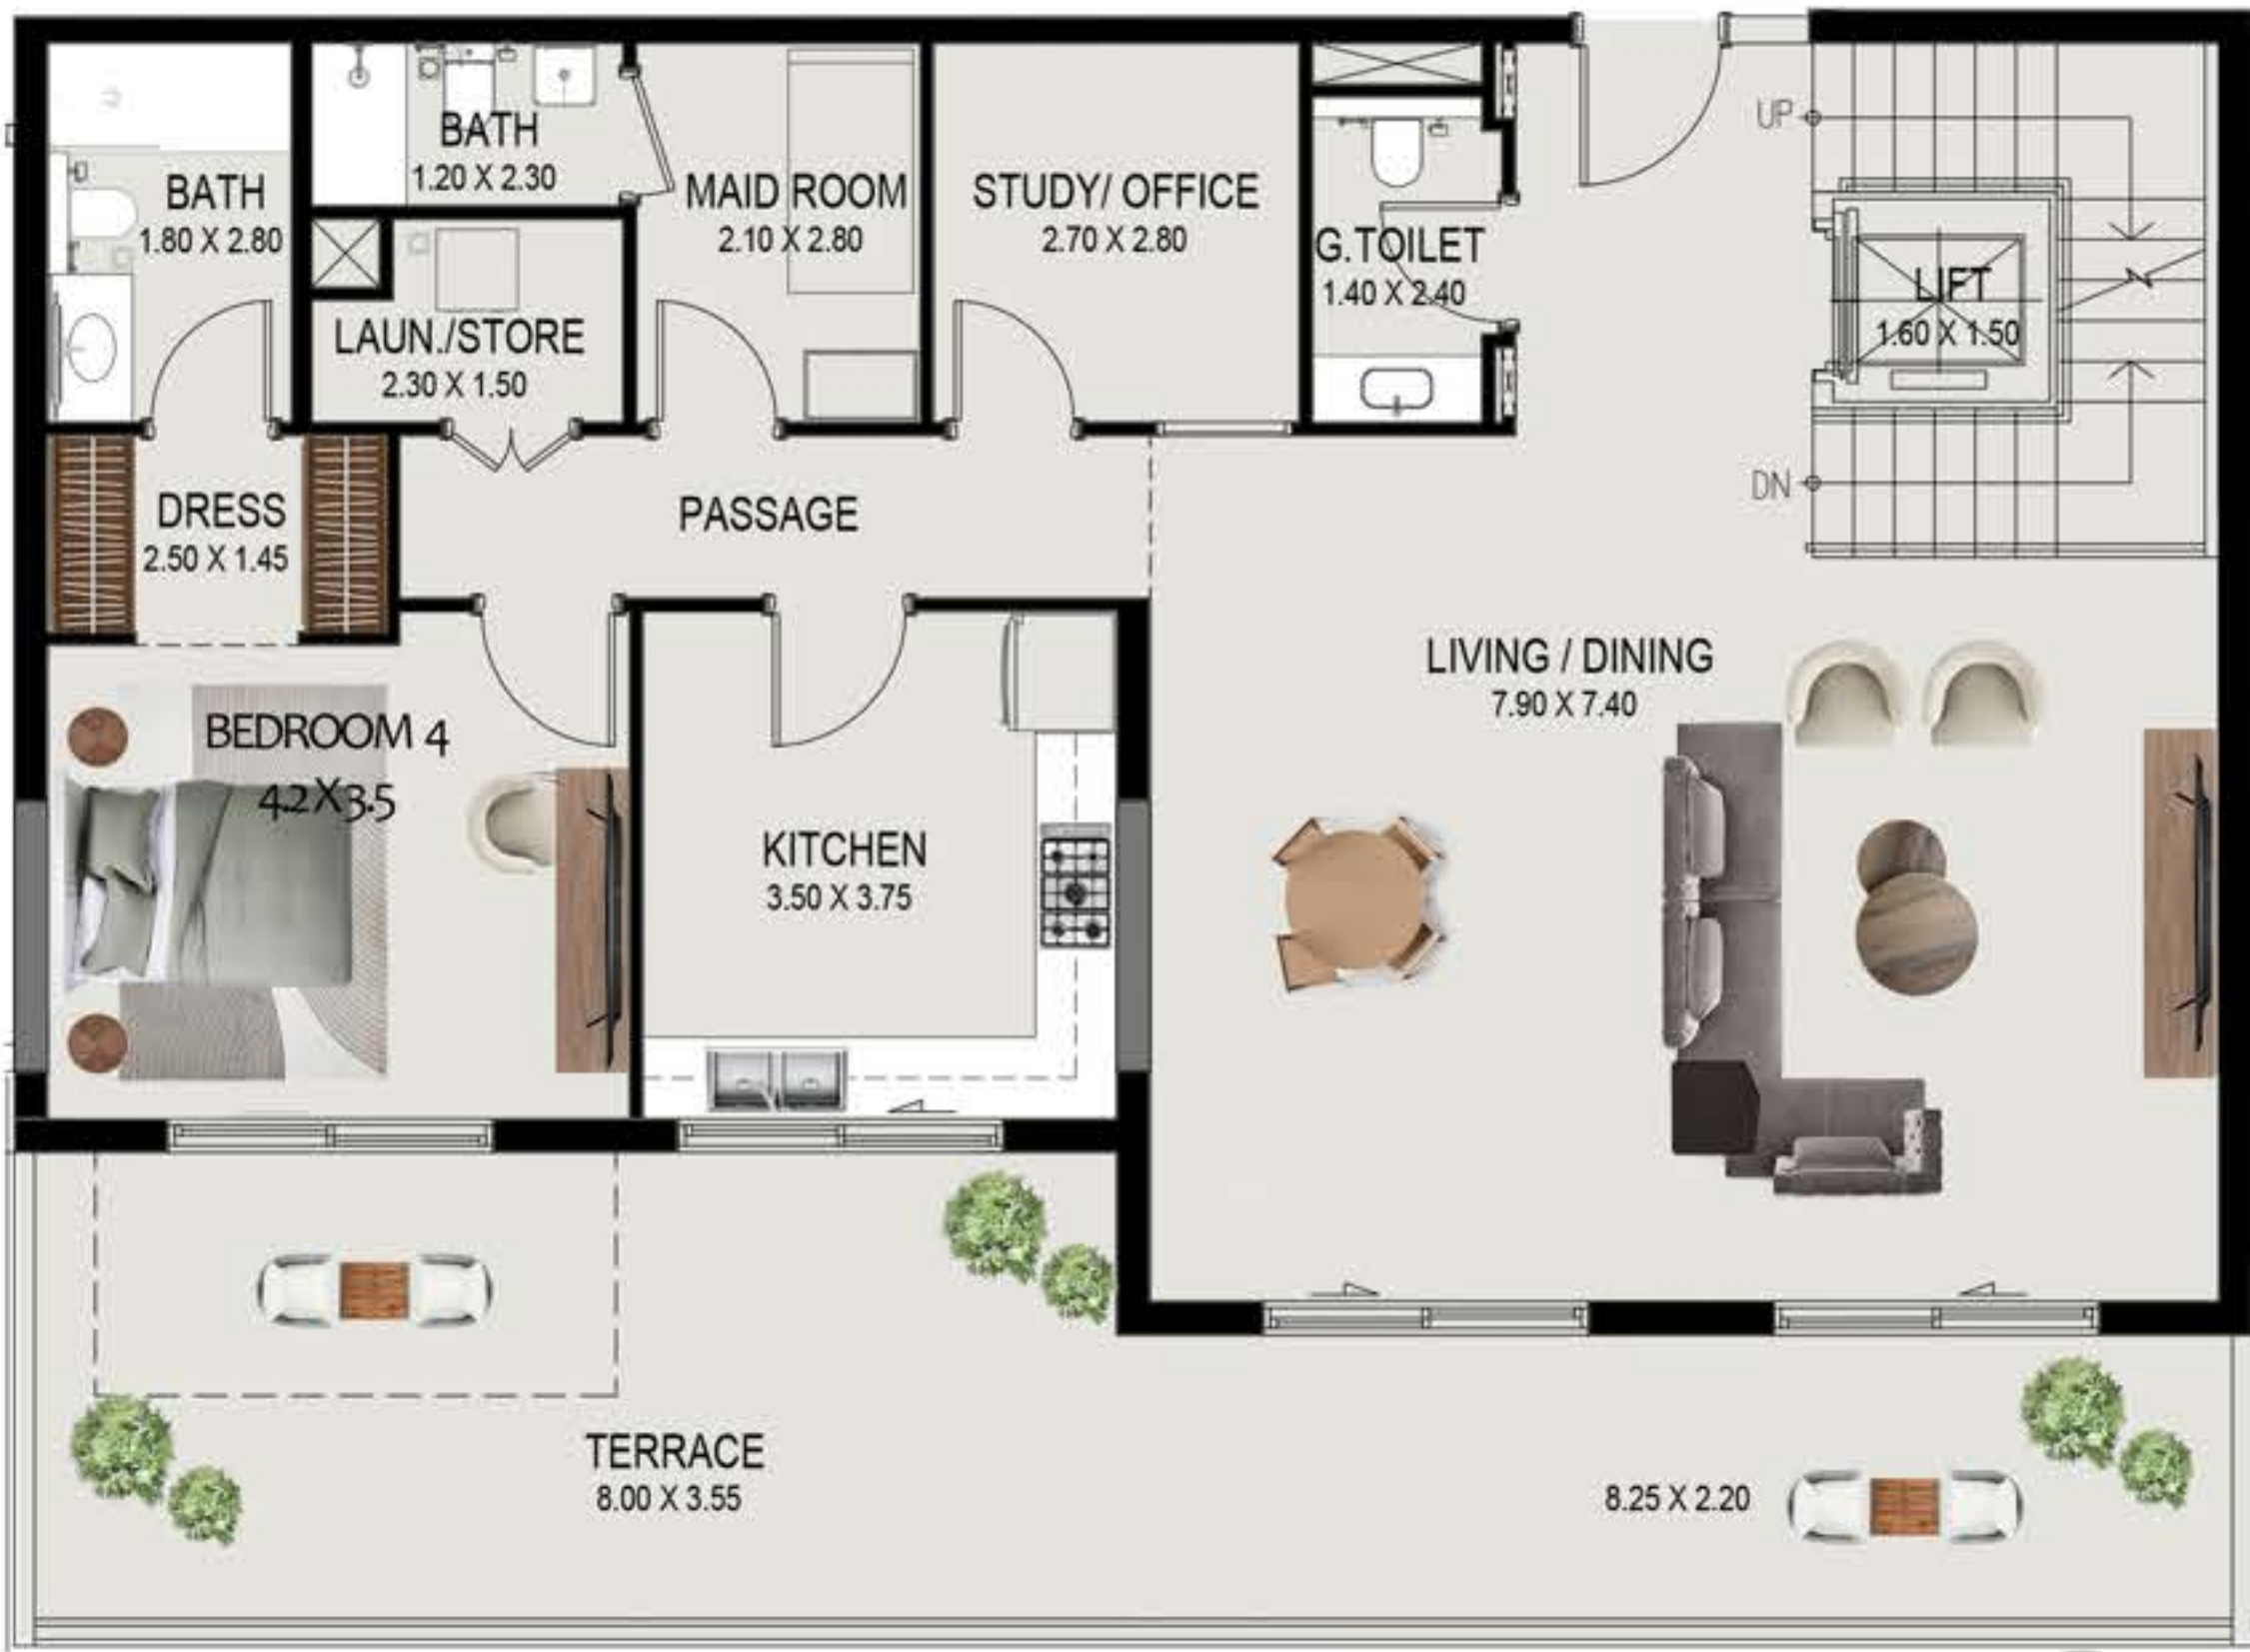 BATH
1.80 X 2.80
BATH
1.20 X 2.30
MAID ROOM
2.10 X 2.80
STUDY/ OFFICE
2.70 X 2.80
G.TOILET
1.40 X 2.40
UP
LIFT
1.60 X 1.50
DN
LAUN./STORE
2.30 X 1.50
DRESS
2.50 X 1.45
PASSAGE
LIVING / DINING
7.90 X 7.40
BEDROOM 4
4.2 X 3.5
KITCHEN
3.50 X 3.75
TERRACE
8.00 X 3.55
8.25 X 2.20